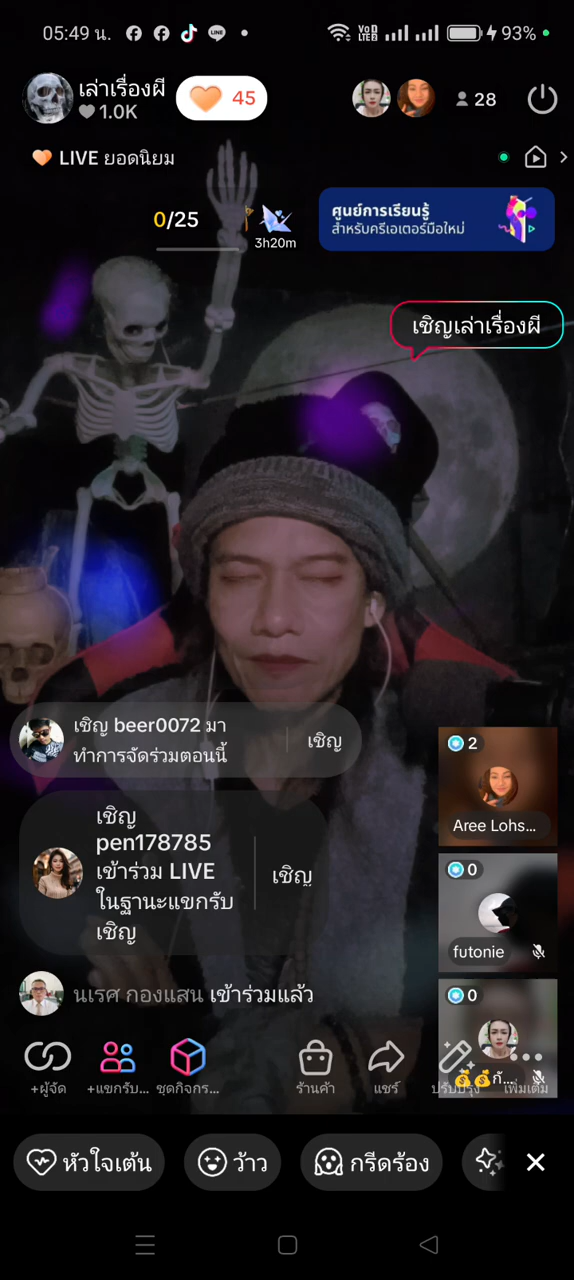 05:49 น.
VoD LTE2
93%
เล่าเรื่องผี
1.0K
45
28
LIVE ยอดนิยม
0/25
3h20m
ศูนย์การเรียนรู้
สำหรับครีเอเตอร์มือใหม่
เชิญเล่าเรื่องผี
เชิญ beer0072 มา
ทำการจัดร่วมตอนนี้
เชิญ
2
Aree Lohs...
เชิญ
pen178785
เข้าร่วม LIVE
ในฐานะแขกรับ
เชิญ
เชิญ
0
futonie
นเรศ กองแสน เข้าร่วมแล้ว
0
💰💰ก้...
+ผู้จัด
+แขกรับ...
ชุดกิจกร...
ร้านค้า
แชร์
ปรับปรุง
เพิ่มเติม
หัวใจเต้น
ว้าว
กรีดร้อง